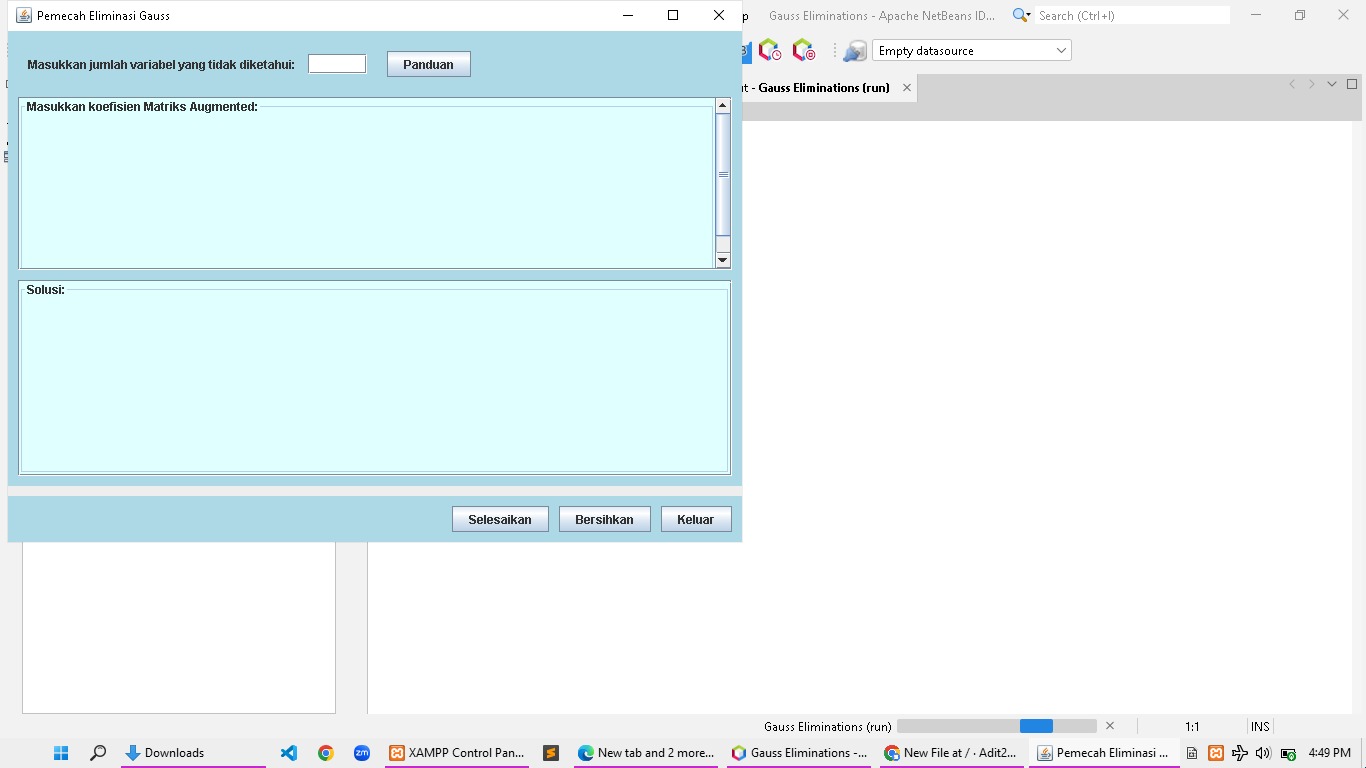 Pemecah Eliminasi Gauss
Gauss Eliminations - Apache NetBeans ID...
Search (Ctrl+I)
Masukkan jumlah variabel yang tidak diketahui:
Panduan
Empty datasource
- Gauss Eliminations (run)
Masukkan koefisien Matriks Augmented:
Solusi:
Selesaikan
Bersihkan
Keluar
Gauss Eliminations (run)
1:1
INS
Downloads
zm
XAMPP Control Pan...
New tab and 2 more...
Gauss Eliminations -...
New File at / · Adit2...
Pemecah Eliminasi ...
4:49 PM